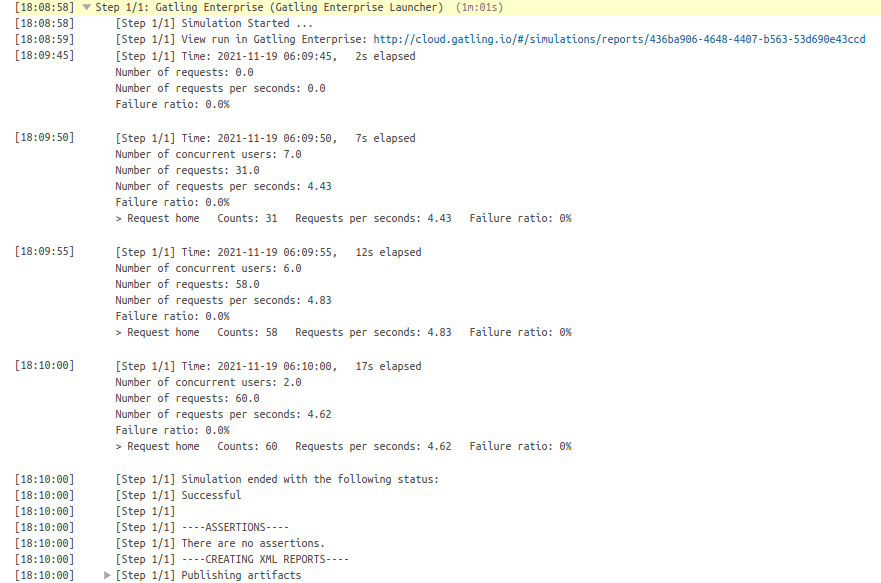 [18:08:58] Step 1/1: Gatling Enterprise (Gatling Enterprise Launcher) (1m:01s)
[18:08:58] [Step 1/1] Simulation Started ...
[18:08:59] [Step 1/1] View run in Gatling Enterprise: http://cloud.gatling.io/#/simulations/reports/436ba906-4648-4407-b563-53d690e43ccd
[18:09:45] [Step 1/1] Time: 2021-11-19 06:09:45, 2s elapsed
Number of requests: 0.0
Number of requests per seconds: 0.0
Failure ratio: 0.0%
[18:09:50] [Step 1/1] Time: 2021-11-19 06:09:50, 7s elapsed
Number of concurrent users: 7.0
Number of requests: 31.0
Number of requests per seconds: 4.43
Failure ratio: 0.0%
> Request home Counts: 31 Requests per seconds: 4.43 Failure ratio: 0%
[18:09:55] [Step 1/1] Time: 2021-11-19 06:09:55, 12s elapsed
Number of concurrent users: 6.0
Number of requests: 58.0
Number of requests per seconds: 4.83
Failure ratio: 0.0%
> Request home Counts: 58 Requests per seconds: 4.83 Failure ratio: 0%
[18:10:00] [Step 1/1] Time: 2021-11-19 06:10:00, 17s elapsed
Number of concurrent users: 2.0
Number of requests: 60.0
Number of requests per seconds: 4.62
Failure ratio: 0.0%
> Request home Counts: 60 Requests per seconds: 4.62 Failure ratio: 0%
[18:10:00] [Step 1/1] Simulation ended with the following status:
[18:10:00] [Step 1/1] Successful
[18:10:00] [Step 1/1]
[18:10:00] [Step 1/1] ----ASSERTIONS----
[18:10:00] [Step 1/1] There are no assertions.
[18:10:00] [Step 1/1] ----CREATING XML REPORTS----
[18:10:00] [Step 1/1] Publishing artifacts